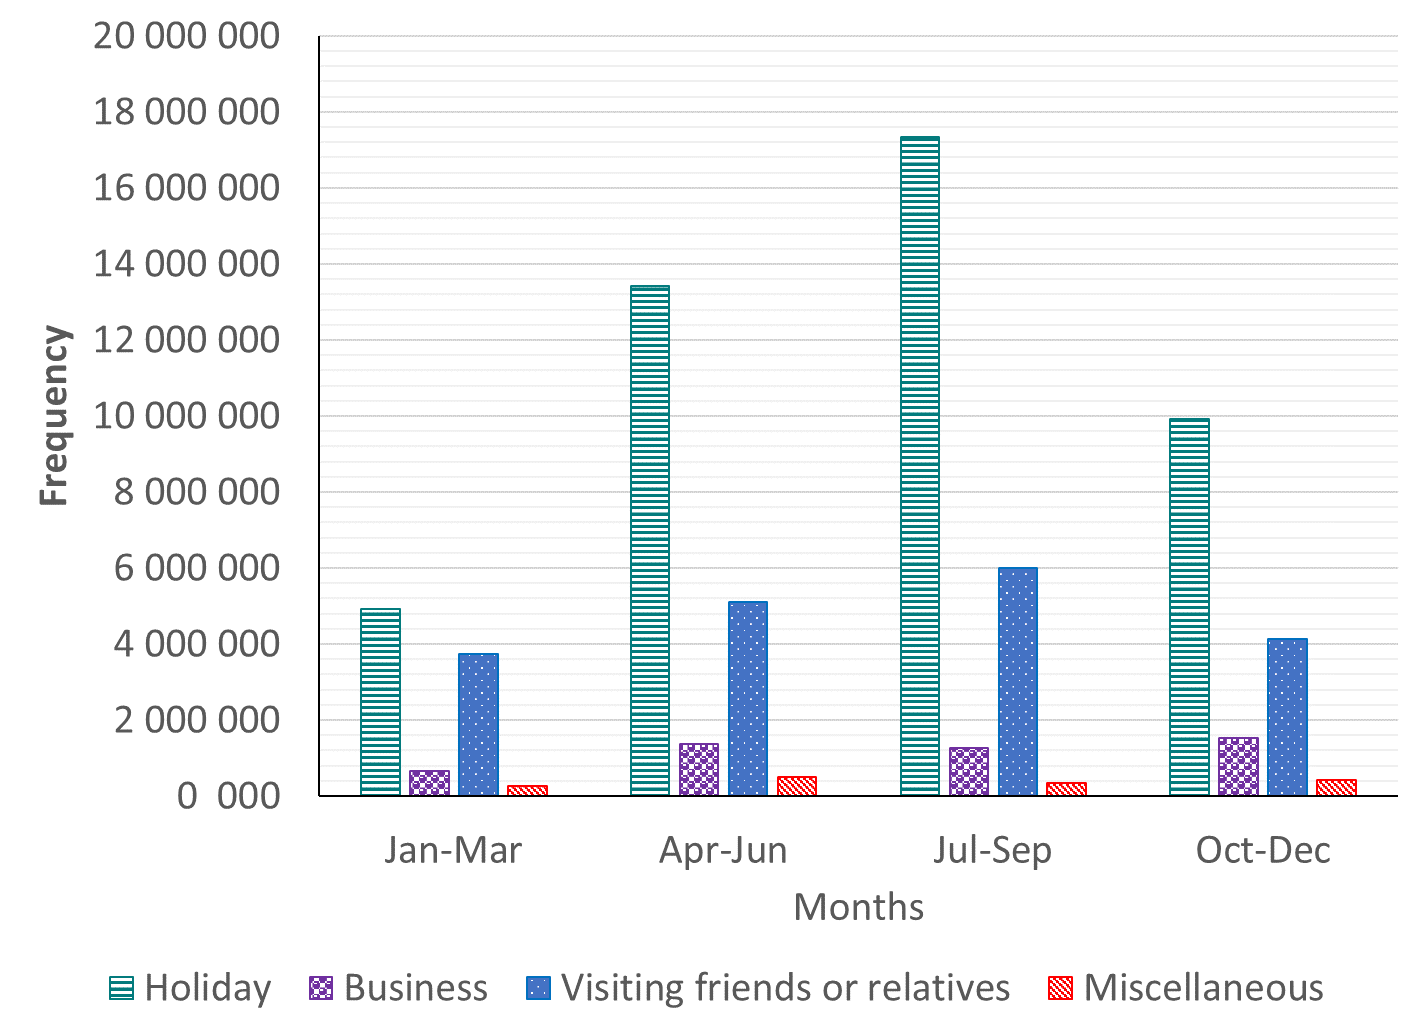 20 000 000
18 000 000
16 000 000
14 000 000
12 000 000
10 000 000
8 000 000
6 000 000
4 000 000
2 000 000
0 000
Frequency
Jan-Mar Apr-Jun Jul-Sep Oct-Dec
Months
Holiday Business Visiting friends or relatives Miscellaneous